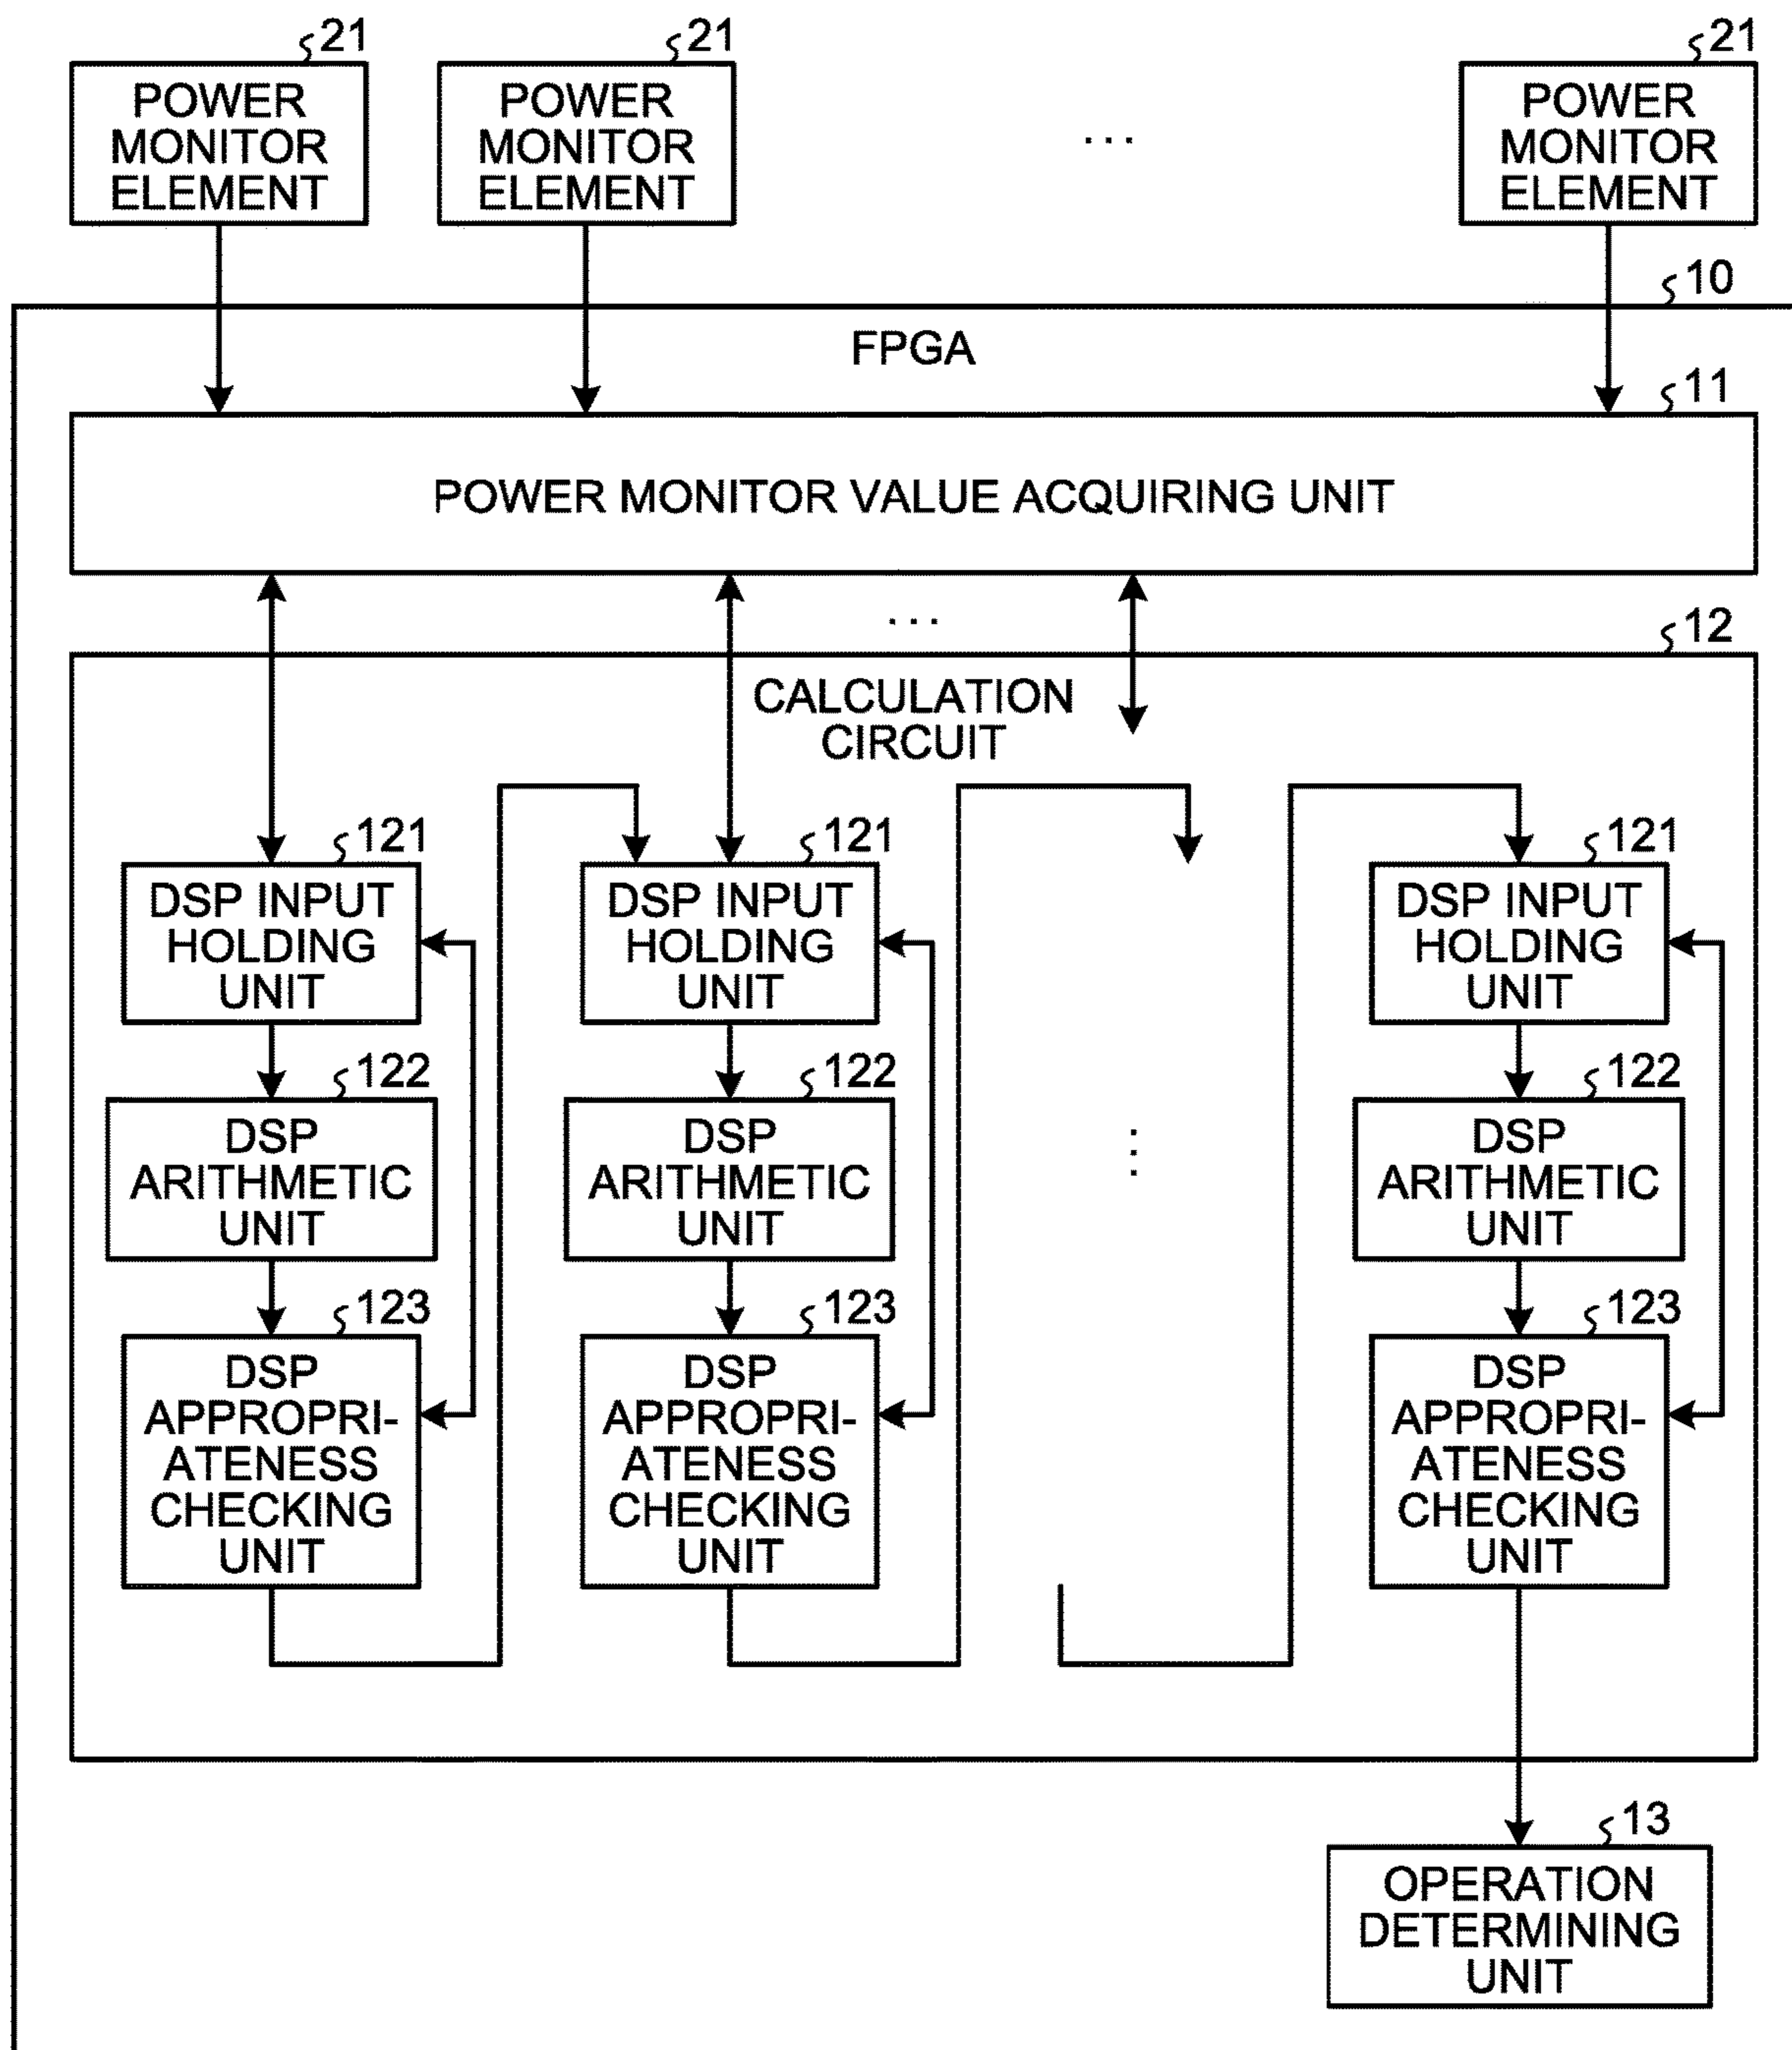 21 21 21
POWER MONITOR ELEMENT
POWER MONITOR ELEMENT
...
POWER MONITOR ELEMENT
10
FPGA
11
POWER MONITOR VALUE ACQUIRING UNIT
...
12
CALCULATION
CIRCUIT
121
DSP INPUT
HOLDING
UNIT
122
DSP
ARITHMETIC
UNIT
123
DSP
APPROPRI-
ATENESS
CHECKING
UNIT
121
DSP INPUT
HOLDING
UNIT
122
DSP
ARITHMETIC
UNIT
123
DSP
APPROPRI-
ATENESS
CHECKING
UNIT
...
121
DSP INPUT
HOLDING
UNIT
122
DSP
ARITHMETIC
UNIT
123
DSP
APPROPRI-
ATENESS
CHECKING
UNIT
13
OPERATION
DETERMINING
UNIT